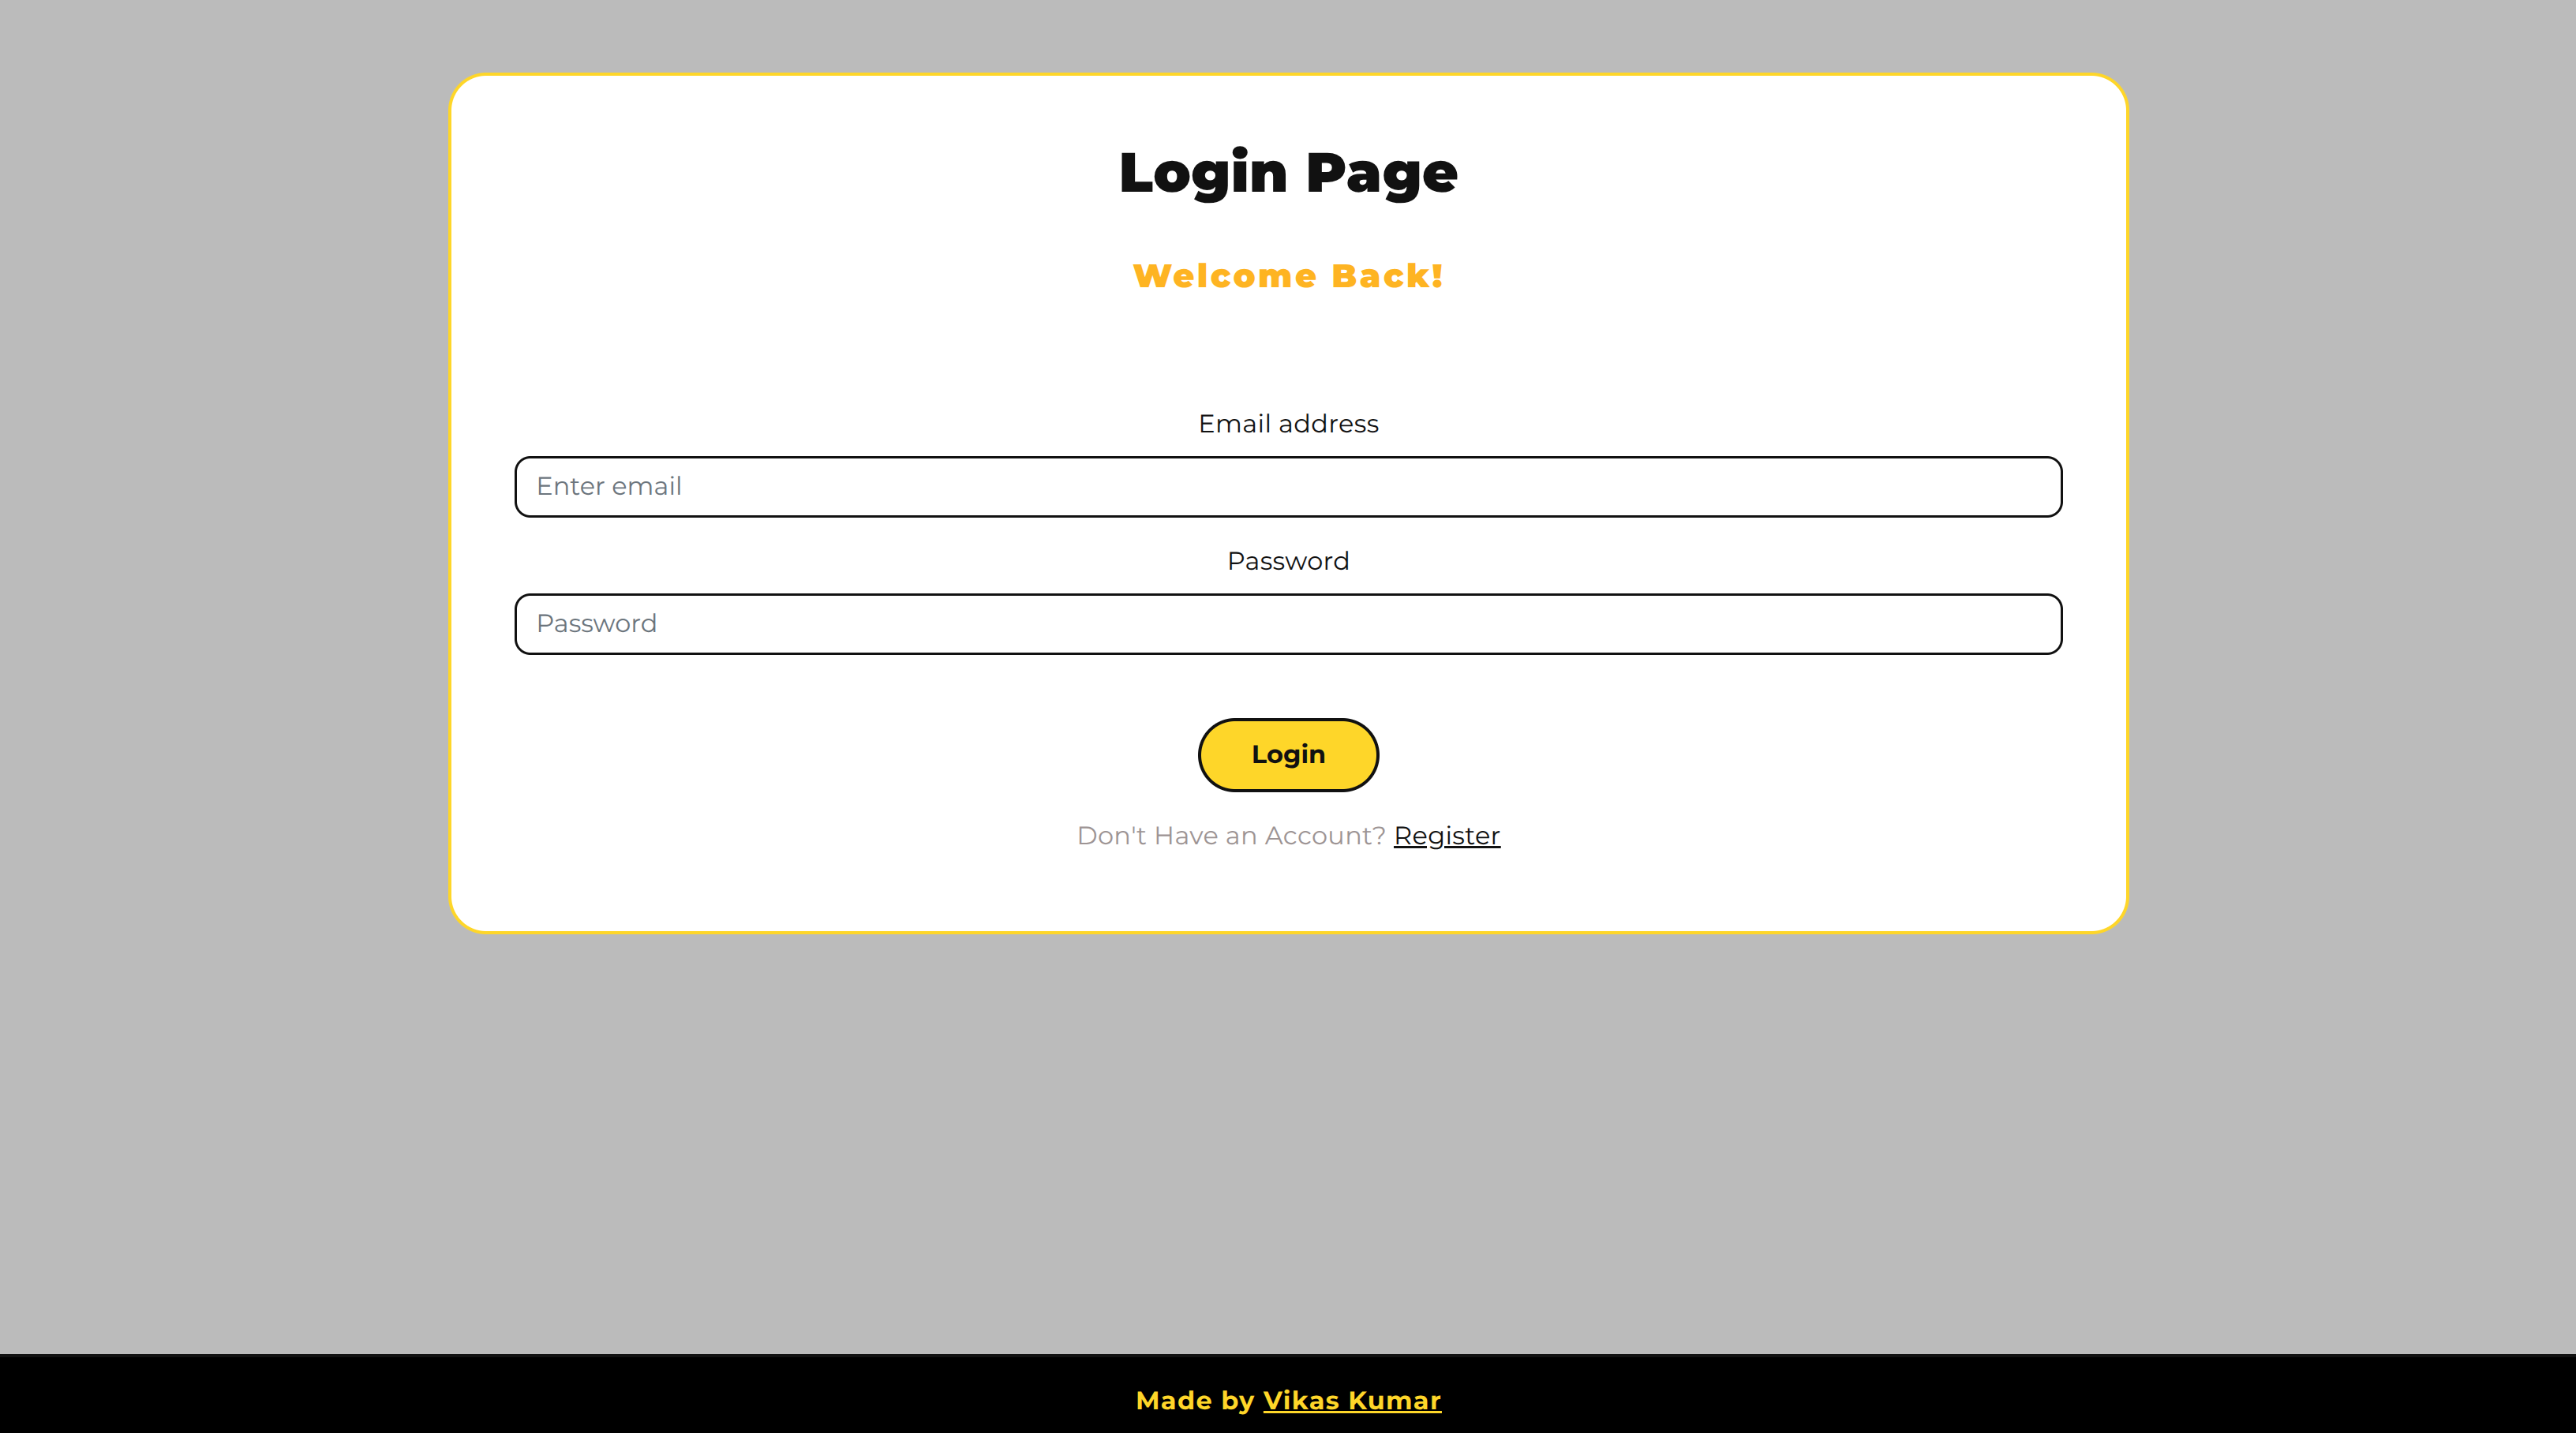 Login Page
Welcome Back!
Email address
Enter email
Password
Password
Login
Don't Have an Account? Register
Made by Vikas Kumar